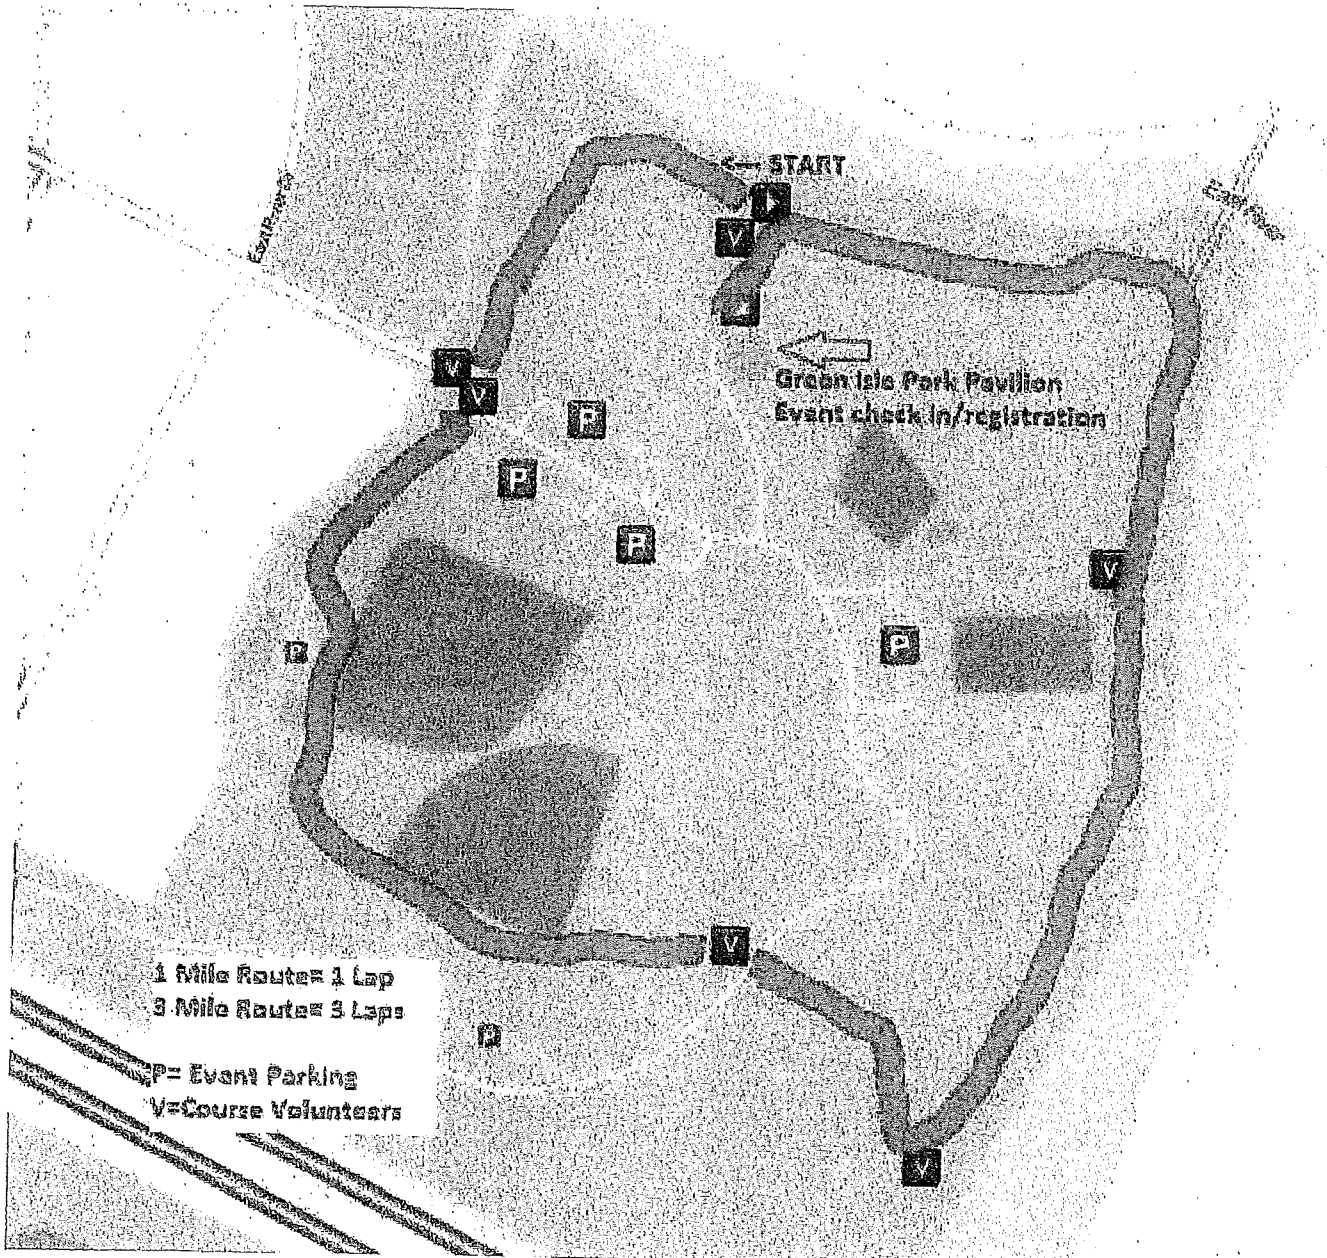 <-- START
V
V
V
P
P
P
Green Isle Park Pavilion
Event check in/registration
V
P
P
V
1 Mile Route= 1 Lap
3 Mile Route= 3 Laps
P
P= Event Parking
V=Course Volunteers
V